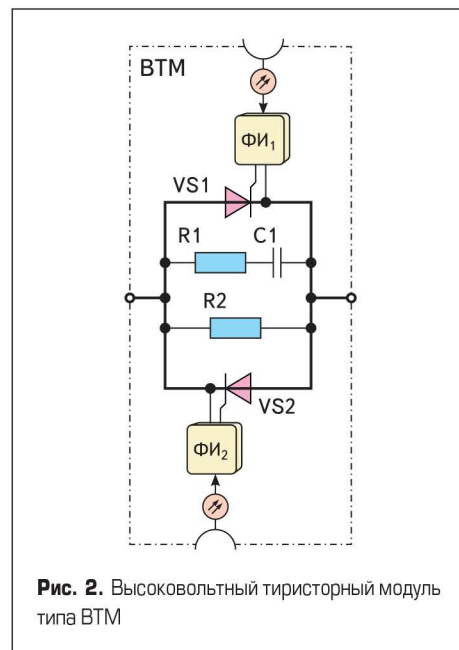 ВТМ
ФИ₁
VS1
R1
C1
R2
VS2
ФИ₂
Рис. 2. Высоковольтный тиристорный модуль
типа ВТМ